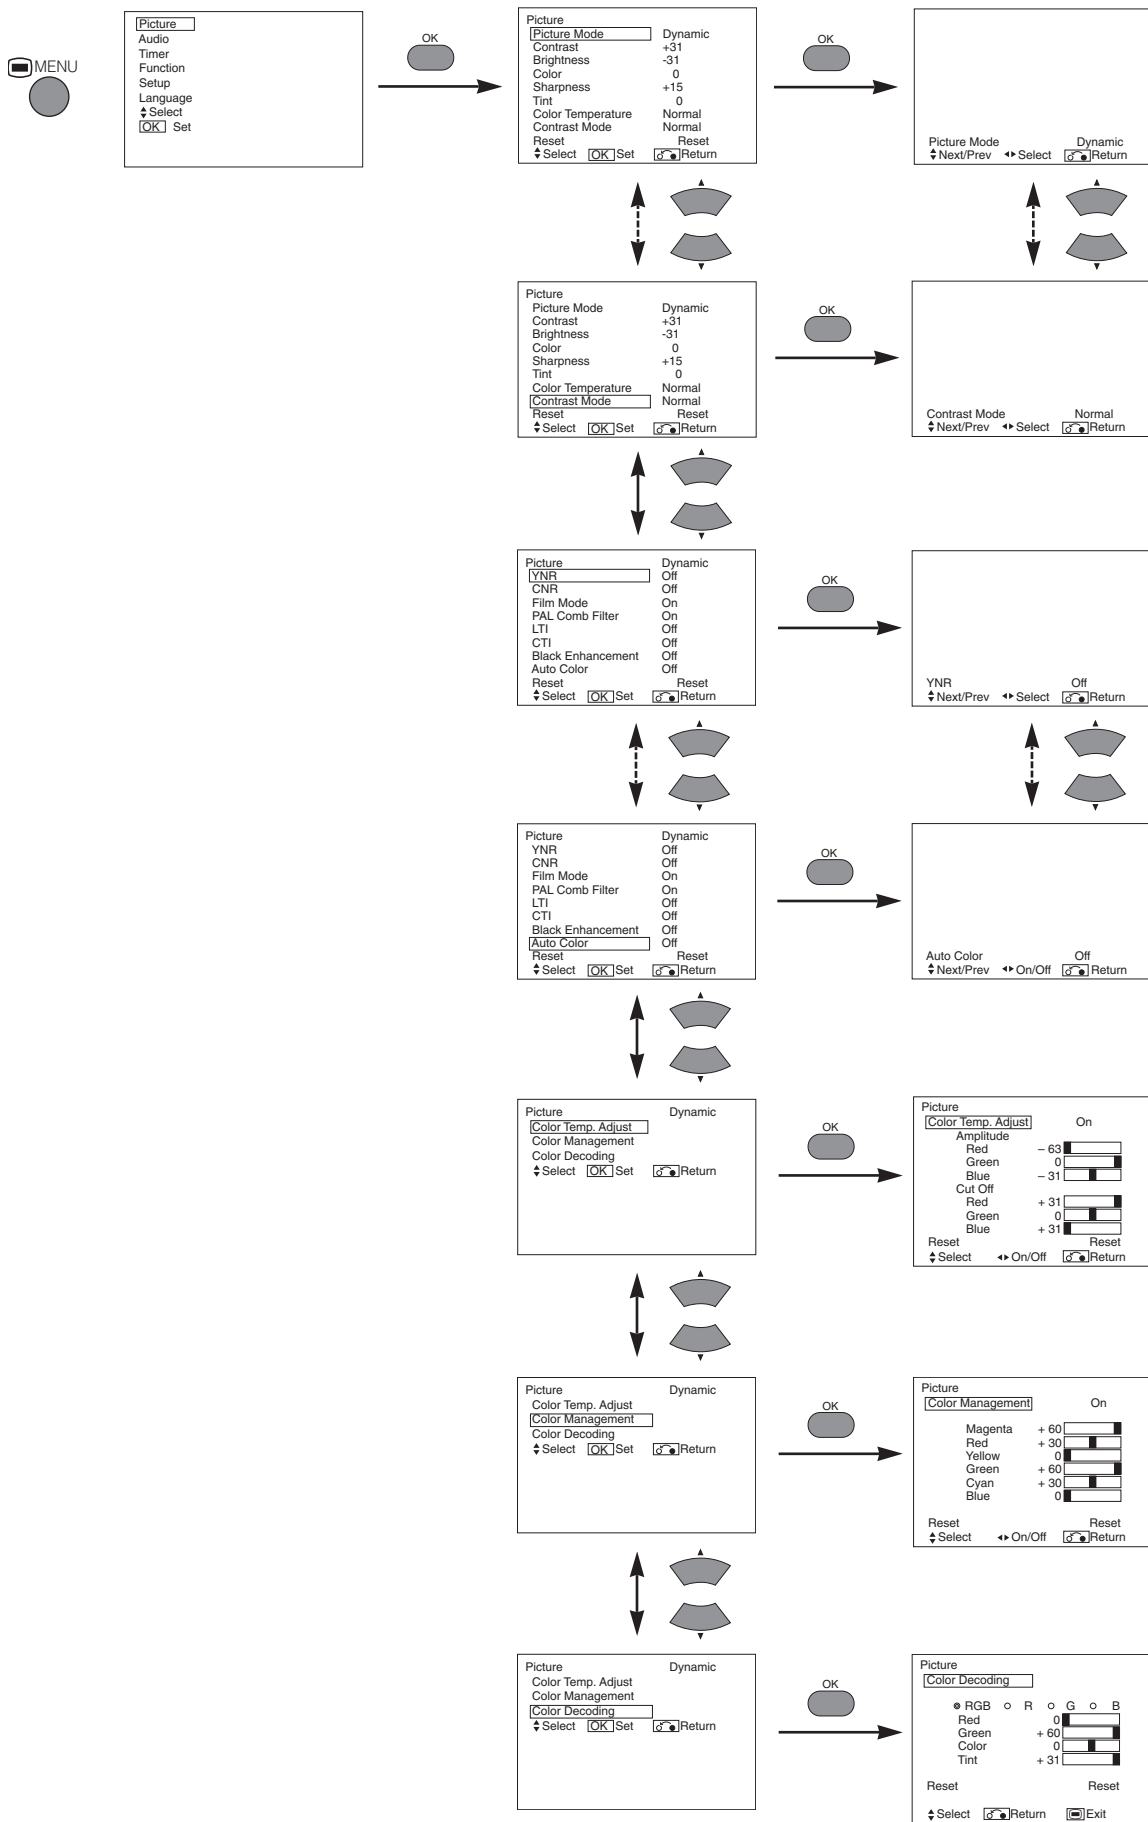 MENU
Picture
Audio
Timer
Function
Setup
Language
Select
OK Set
OK
Picture
Picture Mode Dynamic
Contrast +31
Brightness -31
Color 0
Sharpness +15
Tint 0
Color Temperature Normal
Contrast Mode Normal
Reset Reset
Select OK Set Return
OK
Picture Mode Dynamic
Next/Prev Select Return
Picture
Picture Mode Dynamic
Contrast +31
Brightness -31
Color 0
Sharpness +15
Tint 0
Color Temperature Normal
Contrast Mode Normal
Reset Reset
Select OK Set Return
OK
Contrast Mode Normal
Next/Prev Select Return
Picture Dynamic
YNR Off
CNR Off
Film Mode On
PAL Comb Filter On
LTI Off
CTI Off
Black Enhancement Off
Auto Color Off
Reset Reset
Select OK Set Return
OK
YNR Off
Next/Prev Select Return
Picture Dynamic
YNR Off
CNR Off
Film Mode On
PAL Comb Filter On
LTI Off
CTI Off
Black Enhancement Off
Auto Color Off
Reset Reset
Select OK Set Return
OK
Auto Color Off
Next/Prev On/Off Return
Picture Dynamic
Color Temp. Adjust
Color Management
Color Decoding
Select OK Set Return
OK
Picture
Color Temp. Adjust On
Amplitude
Red – 63
Green 0
Blue – 31
Cut Off
Red + 31
Green 0
Blue + 31
Reset Reset
Select On/Off Return
Picture Dynamic
Color Temp. Adjust
Color Management
Color Decoding
Select OK Set Return
OK
Picture
Color Management On
Magenta + 60
Red + 30
Yellow 0
Green + 60
Cyan + 30
Blue 0
Reset Reset
Select On/Off Return
Picture Dynamic
Color Temp. Adjust
Color Management
Color Decoding
Select OK Set Return
OK
Picture
Color Decoding
RGB R G B
Red 0
Green + 60
Color 0
Tint + 31
Reset Reset
Select Return Exit